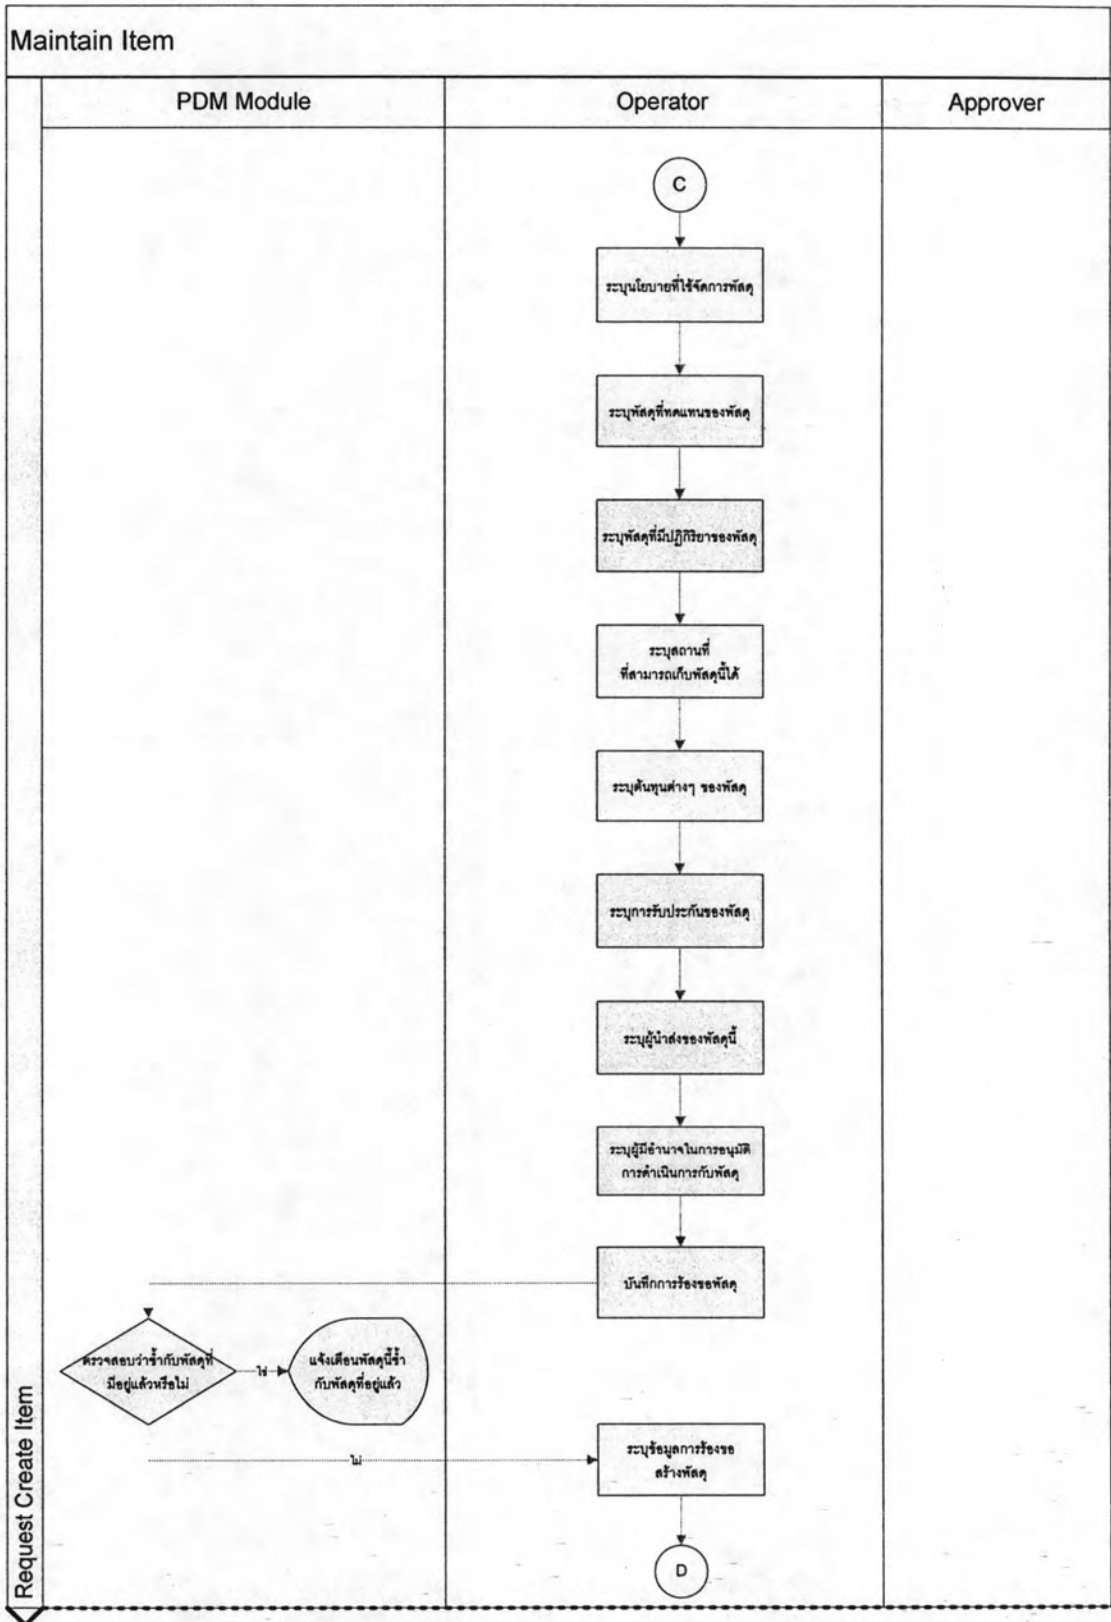 Maintain Item
PDM Module
Operator
Approver
C
ระบุนโยบายที่ใช้จัดการพัสดุ
ระบุพัสดุที่ทดแทนของพัสดุ
ระบุพัสดุที่มีปฏิกิริยาของพัสดุ
ระบุสถานที่
ที่สามารถเก็บพัสดุนี้ได้
ระบุต้นทุนต่างๆ ของพัสดุ
ระบุการรับประกันของพัสดุ
ระบุผู้นำส่งของพัสดุนี้
ระบุผู้มีอำนาจในการอนุมัติ
การดำเนินการกับพัสดุ
บันทึกการร้องขอพัสดุ
ตรวจสอบว่าซ้ำกับพัสดุที่
มีอยู่แล้วหรือไม่
ใช่
แจ้งเตือนพัสดุนี้ซ้ำ
กับพัสดุที่อยู่แล้ว
ไม่
ระบุข้อมูลการร้องขอ
สร้างพัสดุ
D
Request Create Item